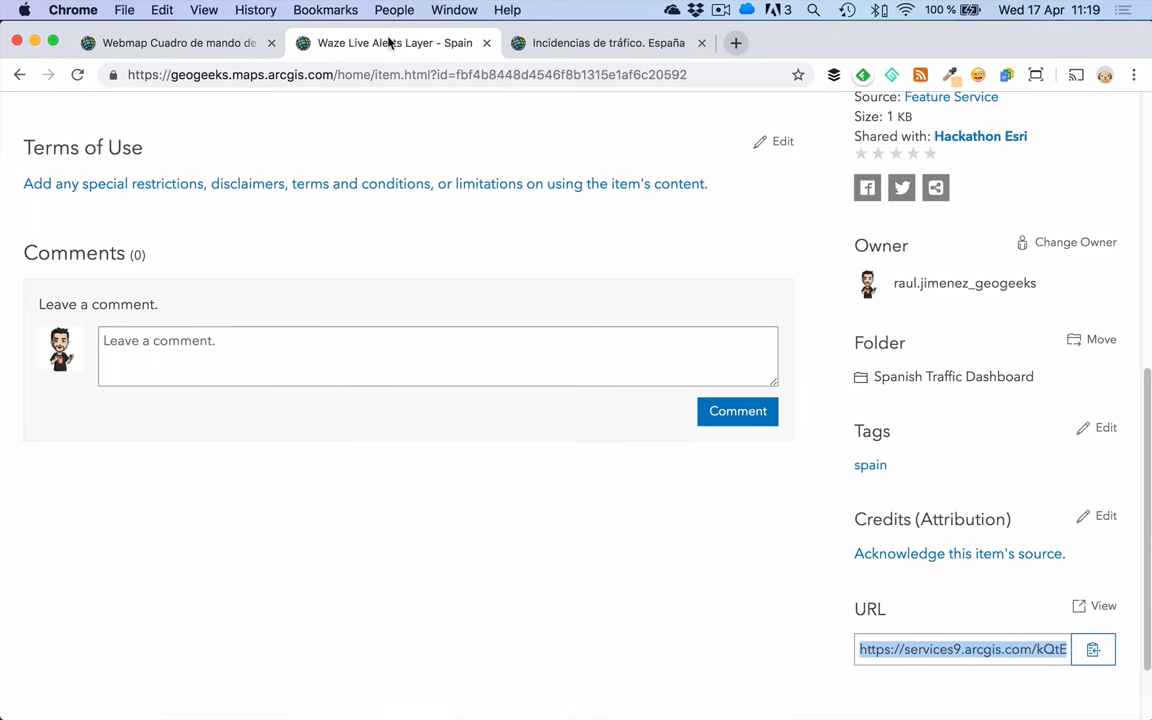 Chrome File Edit View History Bookmarks People Window Help 3 100 % Wed 17 Apr 11:19
Webmap Cuadro de mando de Waze Live Alerts Layer - Spain Incidencias de tráfico. España
https://geogeeks.maps.arcgis.com/home/item.html?id=fbf4b8448d4546f8b1315e1af6c20592
Source: Feature Service
Size: 1 KB
Shared with: Hackathon Esri
Terms of Use
Edit
Add any special restrictions, disclaimers, terms and conditions, or limitations on using the item's content.
Comments (0)
Leave a comment.
Leave a comment.
Comment
Owner
Change Owner
raul.jimenez_geogeeks
Folder
Move
Spanish Traffic Dashboard
Tags
Edit
spain
Credits (Attribution)
Edit
Acknowledge this item's source.
URL
View
https://services9.arcgis.com/kQtE